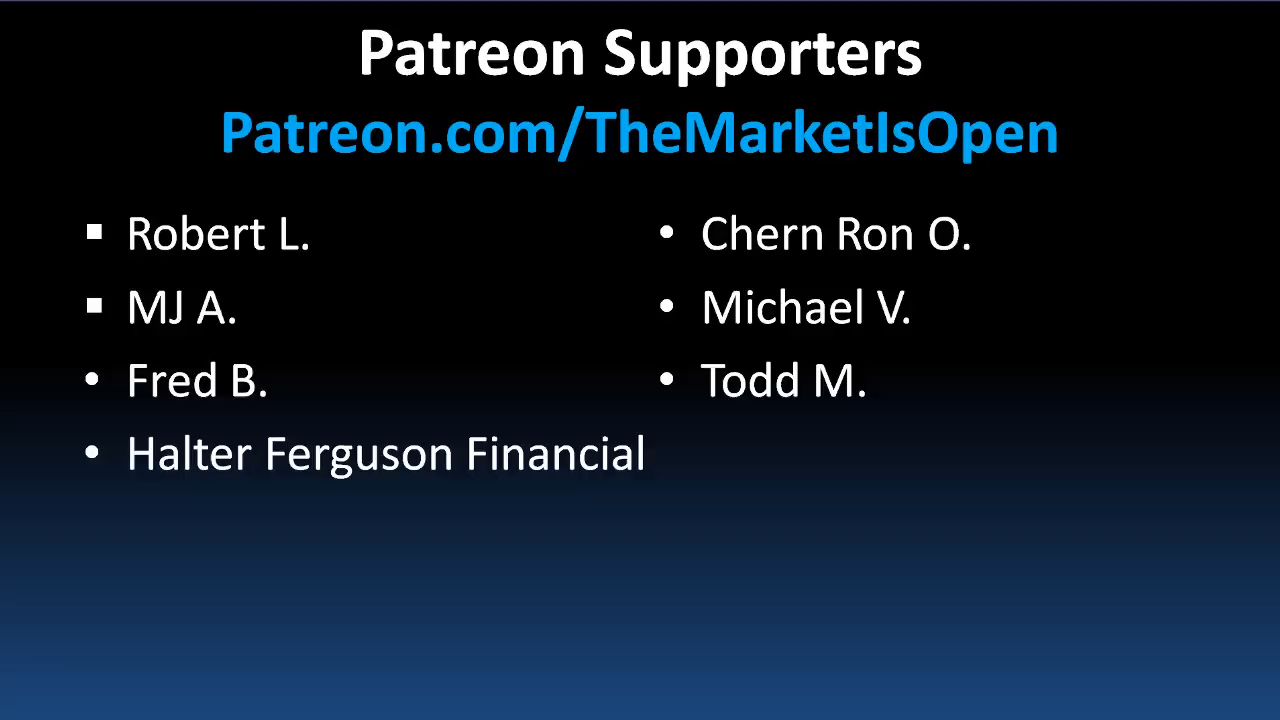 Patreon Supporters
Patreon.com/TheMarketIsOpen
▪ Robert L.
▪ MJ A.
• Fred B.
• Halter Ferguson Financial
• Chern Ron O.
• Michael V.
• Todd M.